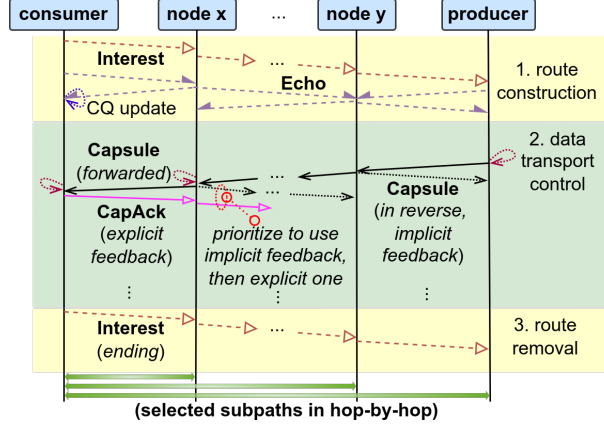 consumer
node x
...
node y
producer
Interest
...
Echo
CQ update
1. route
construction
Capsule
(forwarded)
...
...
Capsule
(in reverse,
implicit
feedback)
2. data
transport
control
CapAck
(explicit
feedback)
prioritize to use
implicit feedback,
then explicit one
...
...
...
Interest
(ending)
...
3. route
removal
(selected subpaths in hop-by-hop)